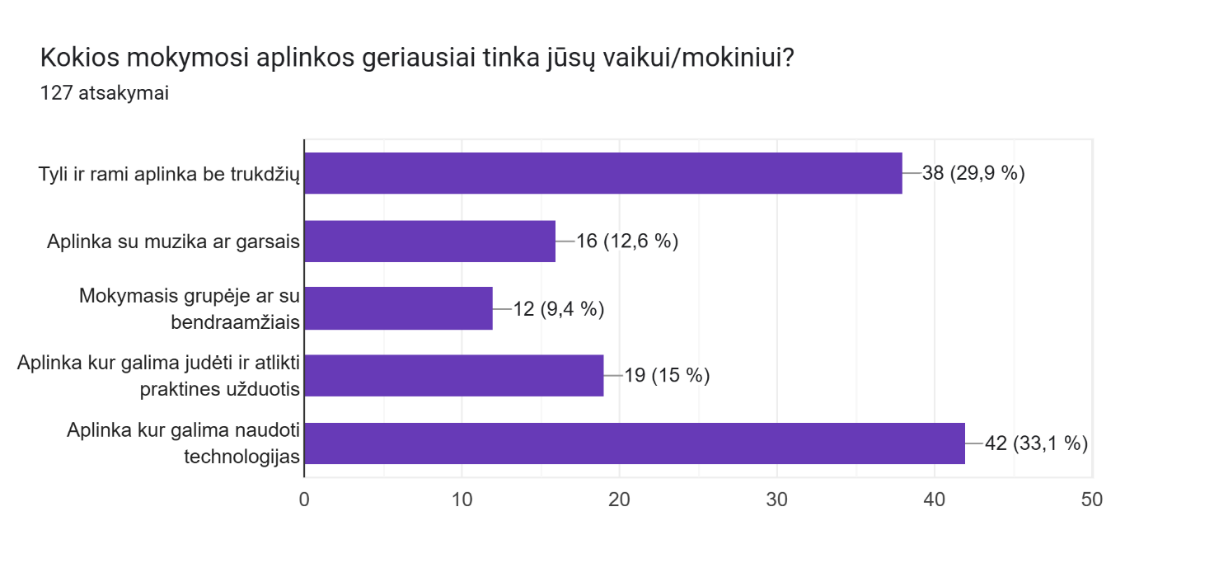 Kokios mokymosi aplinkos geriausiai tinka jūsų vaikui/mokiniui?
127 atsakymai
Tyli ir rami aplinka be trukdžių
38 (29,9 %)
Aplinka su muzika ar garsais
16 (12,6 %)
Mokymasis grupėje ar su
bendraamžiais
12 (9,4 %)
Aplinka kur galima judėti ir atlikti
praktines užduotis
19 (15 %)
Aplinka kur galima naudoti
technologijas
42 (33,1 %)
0 10 20 30 40 50